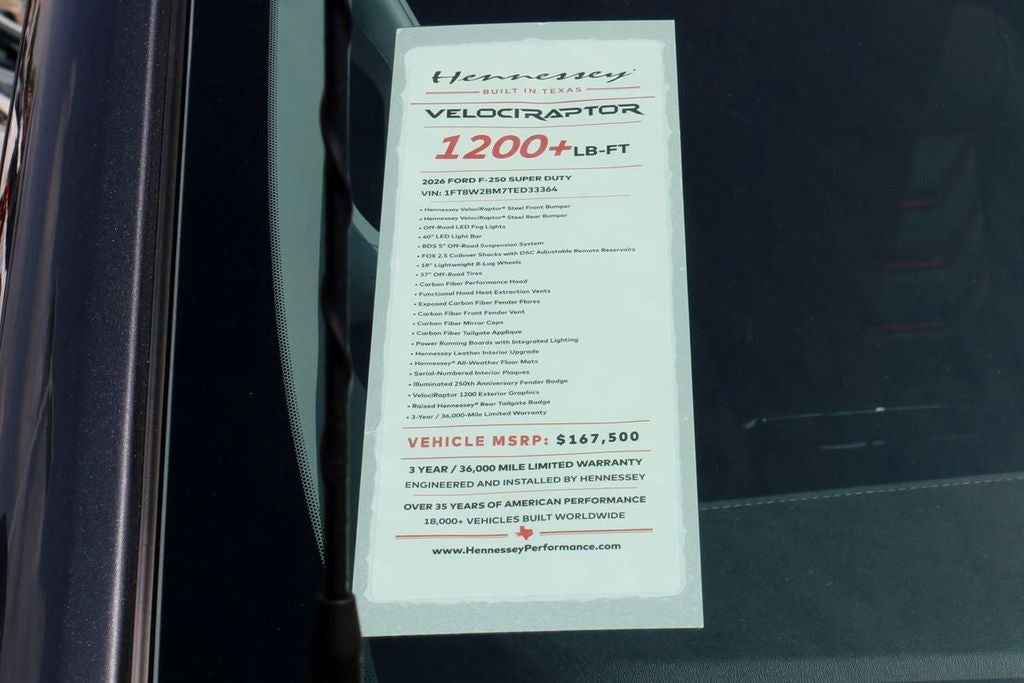 Hennessey
BUILT IN TEXAS
VELOCIRAPTOR
1200+ LB-FT
2026 FORD F-250 SUPER DUTY
VIN: 1FT8W2BM7TED33364
• Hennessey VelociRaptor® Steel Front Bumper
• Hennessey VelociRaptor® Steel Rear Bumper
• Off-Road LED Fog Lights
• 40" LED Light Bar
• BDS 5" Off-Road Suspension System
• FOX 2.5 Coilover Shocks with DSC Adjustable Remote Reservoirs
• 18" Lightweight 8-Lug Wheels
• 37" Off-Road Tires
• Carbon Fiber Performance Hood
• Functional Hood Heat Extraction Vents
• Exposed Carbon Fiber Fender Flares
• Carbon Fiber Front Fender Vent
• Carbon Fiber Mirror Caps
• Carbon Fiber Tailgate Applique
• Power Running Boards with Integrated Lighting
• Hennessey Leather Interior Upgrade
• Hennessey® All-Weather Floor Mats
• Serial-Numbered Interior Plaques
• Illuminated 250th Anniversary Fender Badge
• VelociRaptor 1200 Exterior Graphics
• Raised Hennessey® Rear Tailgate Badge
• 3-Year / 36,000-Mile Limited Warranty
VEHICLE MSRP: $167,500
3 YEAR / 36,000 MILE LIMITED WARRANTY
ENGINEERED AND INSTALLED BY HENNESSEY
OVER 35 YEARS OF AMERICAN PERFORMANCE
18,000+ VEHICLES BUILT WORLDWIDE
www.HennesseyPerformance.com